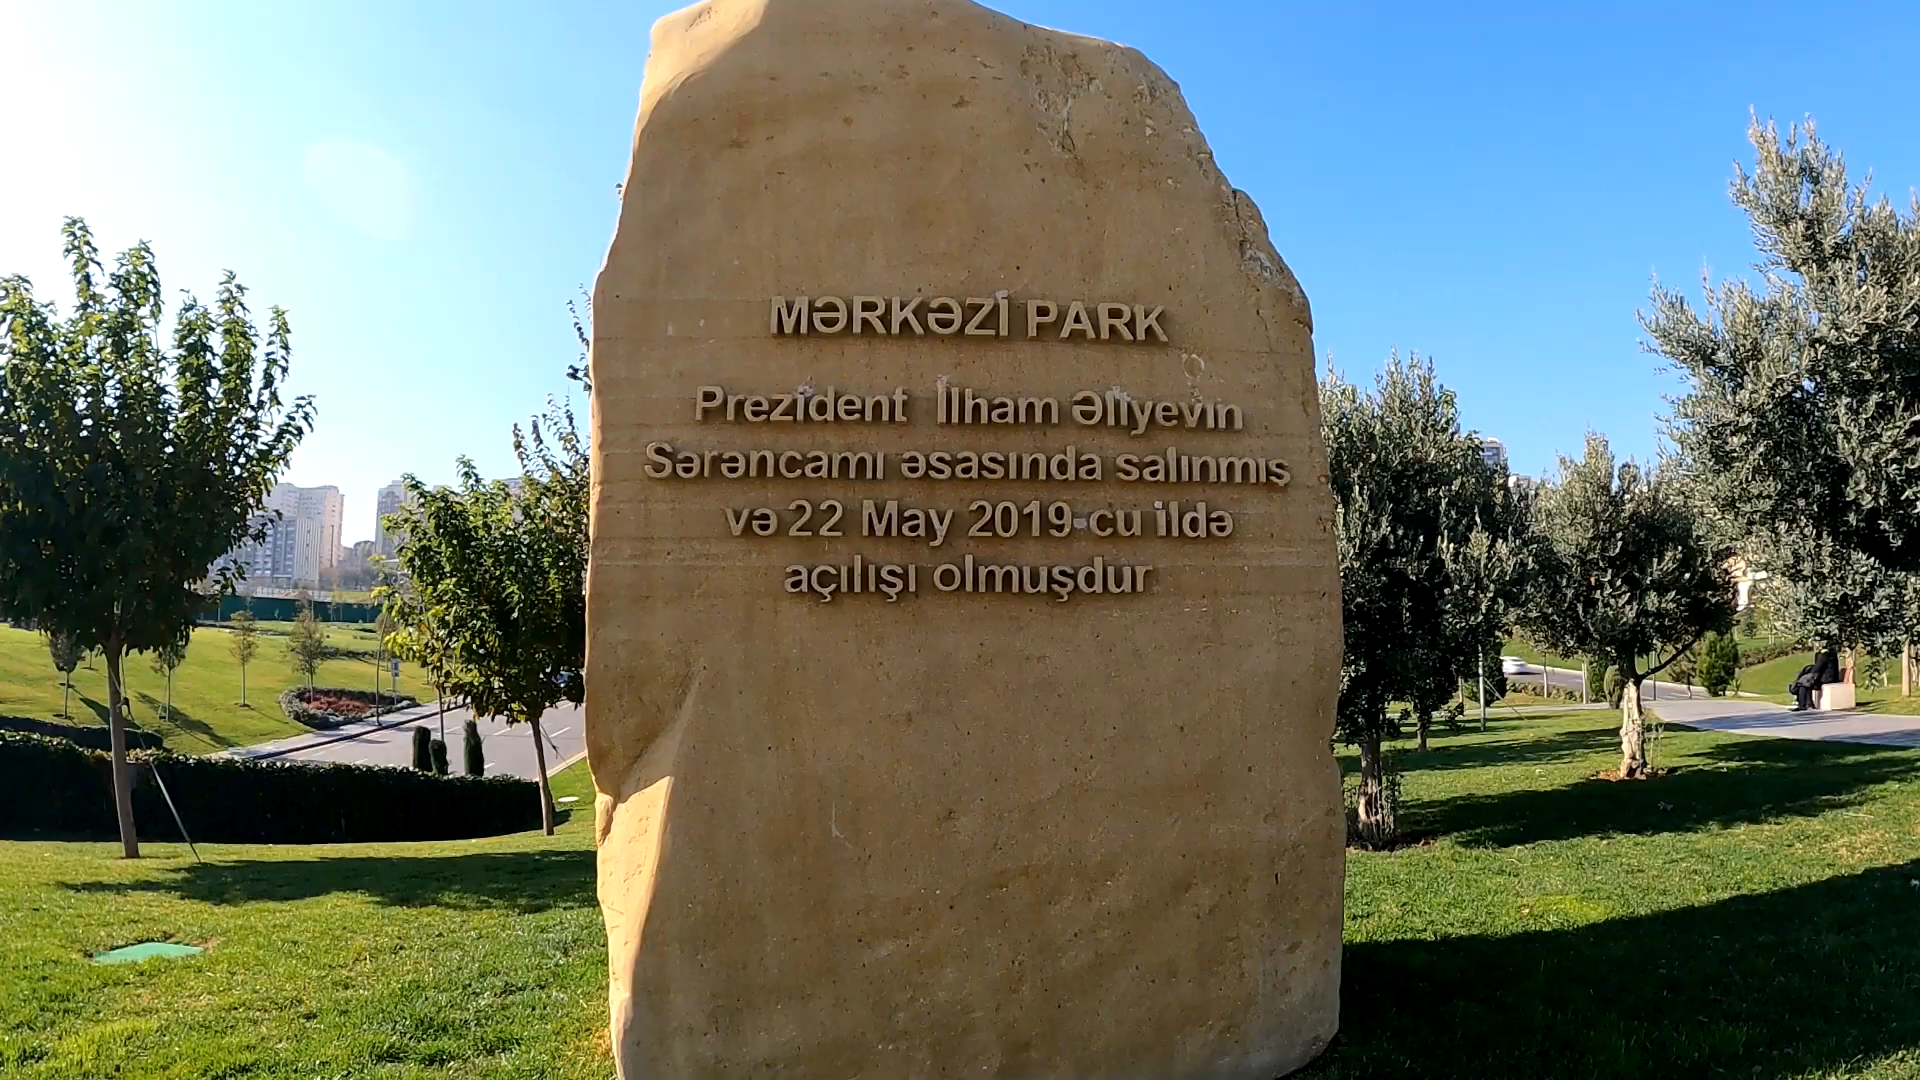 MƏRKƏZİ PARK
Prezident İlham Əliyevin
Sərəncamı əsasında salınmış
və 22 May 2019-cu ildə
açılışı olmuşdur